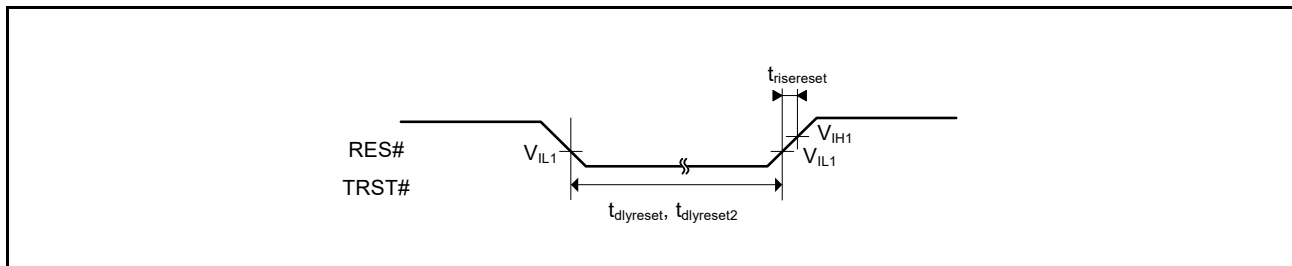 trisereset
VIH1
RES#
VIL1
VIL1
TRST#
tdlyreset, tdlyreset2